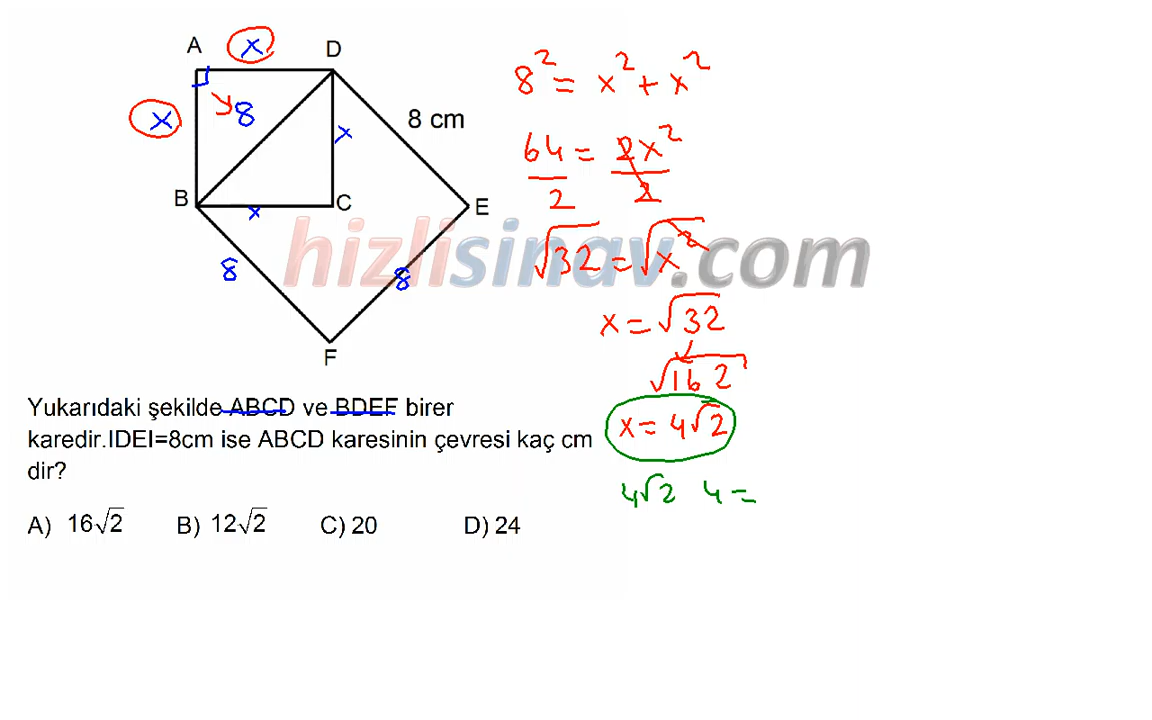 A x D
x 8 8 cm
x
B x C E
8 8
F
8² = x² + x²
64/2 = 2x²/2
√32 = √x²
hizlisinav.com
x = √32
√16 2
x = 4√2
4√2 4 =
Yukarıdaki şekilde ABCD ve BDEF birer
karedir.IDEI=8cm ise ABCD karesinin çevresi kaç cm
dir?
A) 16√2 B) 12√2 C) 20 D) 24